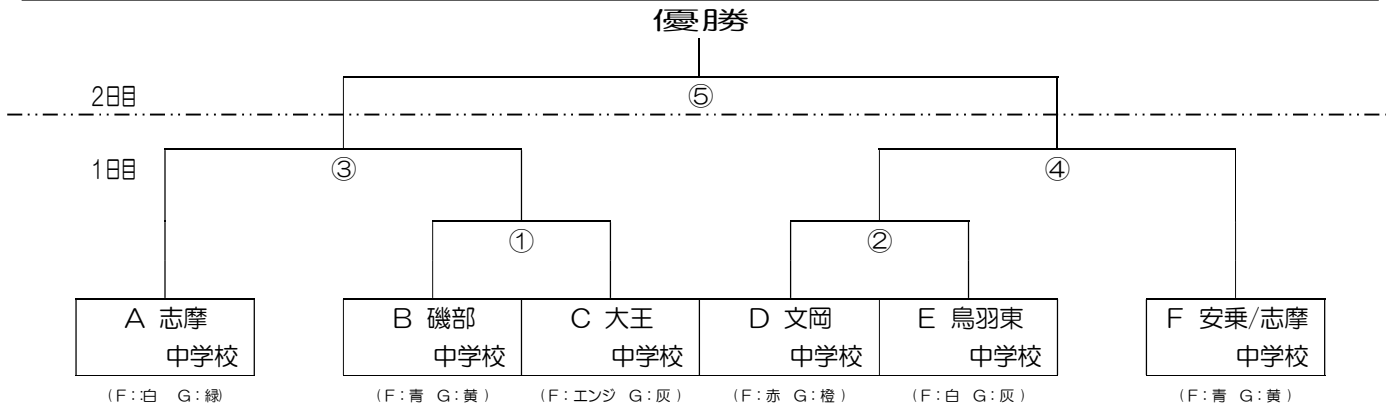 優勝
2日目
⑤
1日目
③
④
①
②
A 志摩
中学校
B 磯部
中学校
C 大王
中学校
D 文岡
中学校
E 鳥羽東
中学校
F 安乗/志摩
中学校
(F:白 G:緑)
(F:青 G:黄)
(F:エンジ G:灰)
(F:赤 G:橙)
(F:白 G:灰)
(F:青 G:黄)